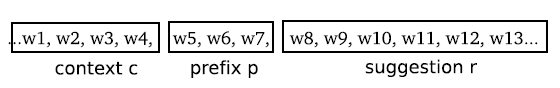 ...w1, w2, w3, w4, w5, w6, w7, w8, w9, w10, w11, w12, w13...
context c prefix p suggestion r